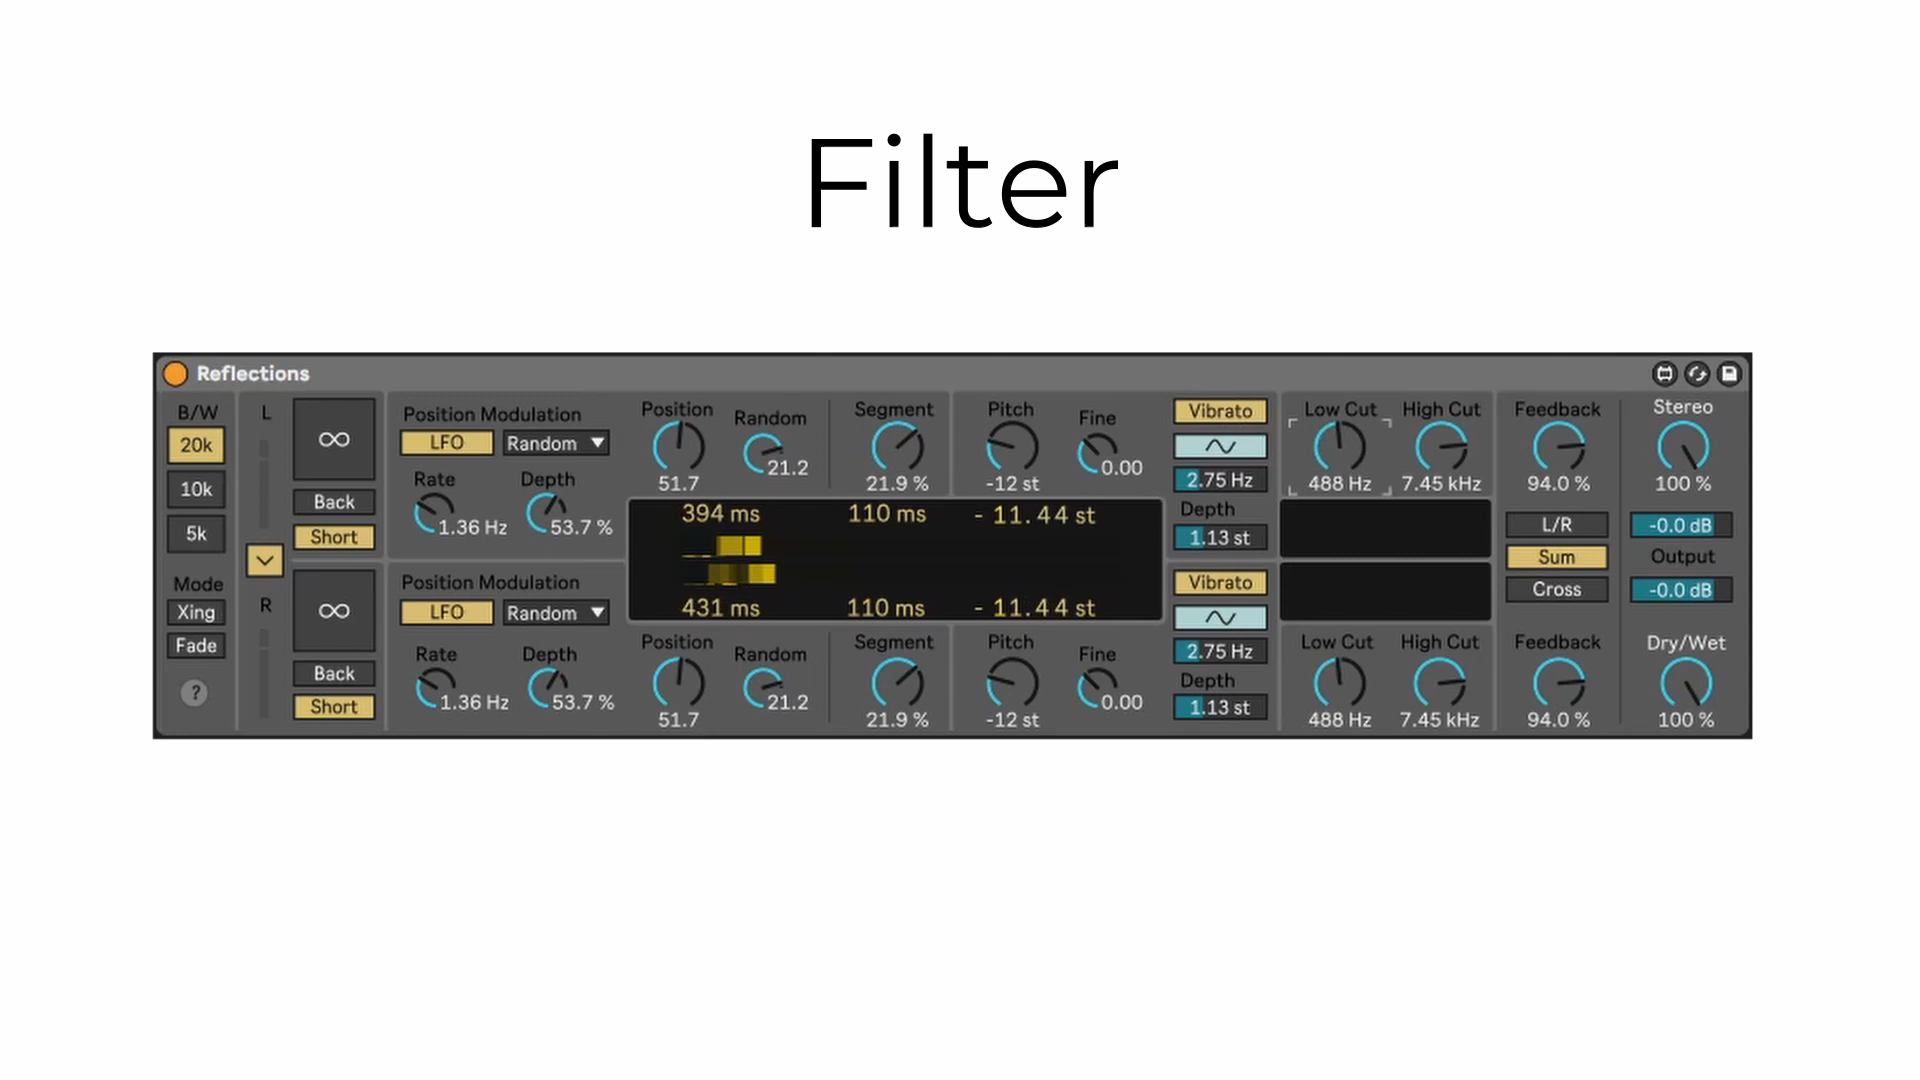 Filter
Reflections
B/W
20k
10k
5k
Mode
Xing
Fade
?
L
R
∞
Back
Short
∞
Back
Short
Position Modulation
LFO Random
Rate Depth
1.36 Hz 53.7 %
Position Modulation
LFO Random
Rate Depth
1.36 Hz 53.7 %
Position Random Segment
51.7 21.2 21.9 %
Pitch Fine
-12 st 0.00
394 ms 110 ms - 11.44 st
431 ms 110 ms - 11.44 st
Position Random Segment
51.7 21.2 21.9 %
Pitch Fine
-12 st 0.00
Vibrato
2.75 Hz
Depth
1.13 st
Vibrato
2.75 Hz
Depth
1.13 st
Low Cut High Cut
488 Hz 7.45 kHz
Low Cut High Cut
488 Hz 7.45 kHz
Feedback
94.0 %
L/R
Sum
Cross
Feedback
94.0 %
Stereo
100 %
-0.0 dB
Output
-0.0 dB
Dry/Wet
100 %